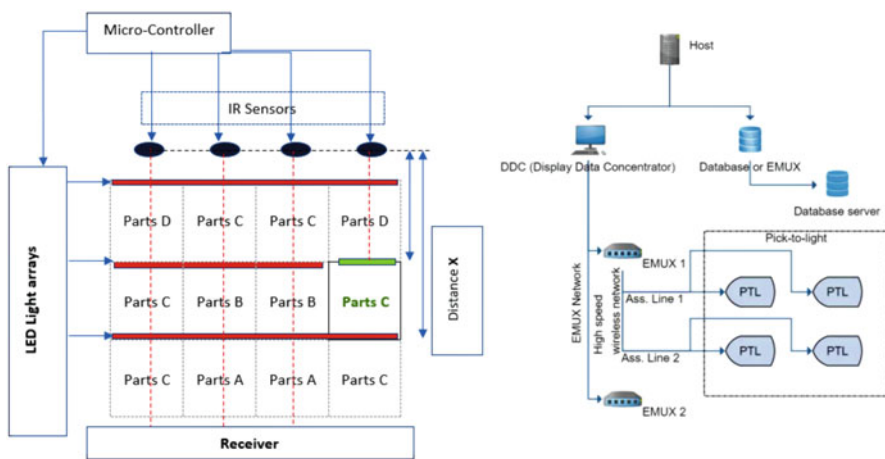 Micro-Controller
IR Sensors
LED Light arrays
Parts D Parts C Parts C Parts D
Parts C Parts B Parts B Parts C
Parts C Parts A Parts A Parts C
Distance X
Receiver
Host
DDC (Display Data Concentrator)
Database or EMUX
Database server
Pick-to-light
EMUX 1
EMUX Network
High speed
wireless network
Ass. Line 1
PTL PTL
Ass. Line 2
PTL PTL
EMUX 2